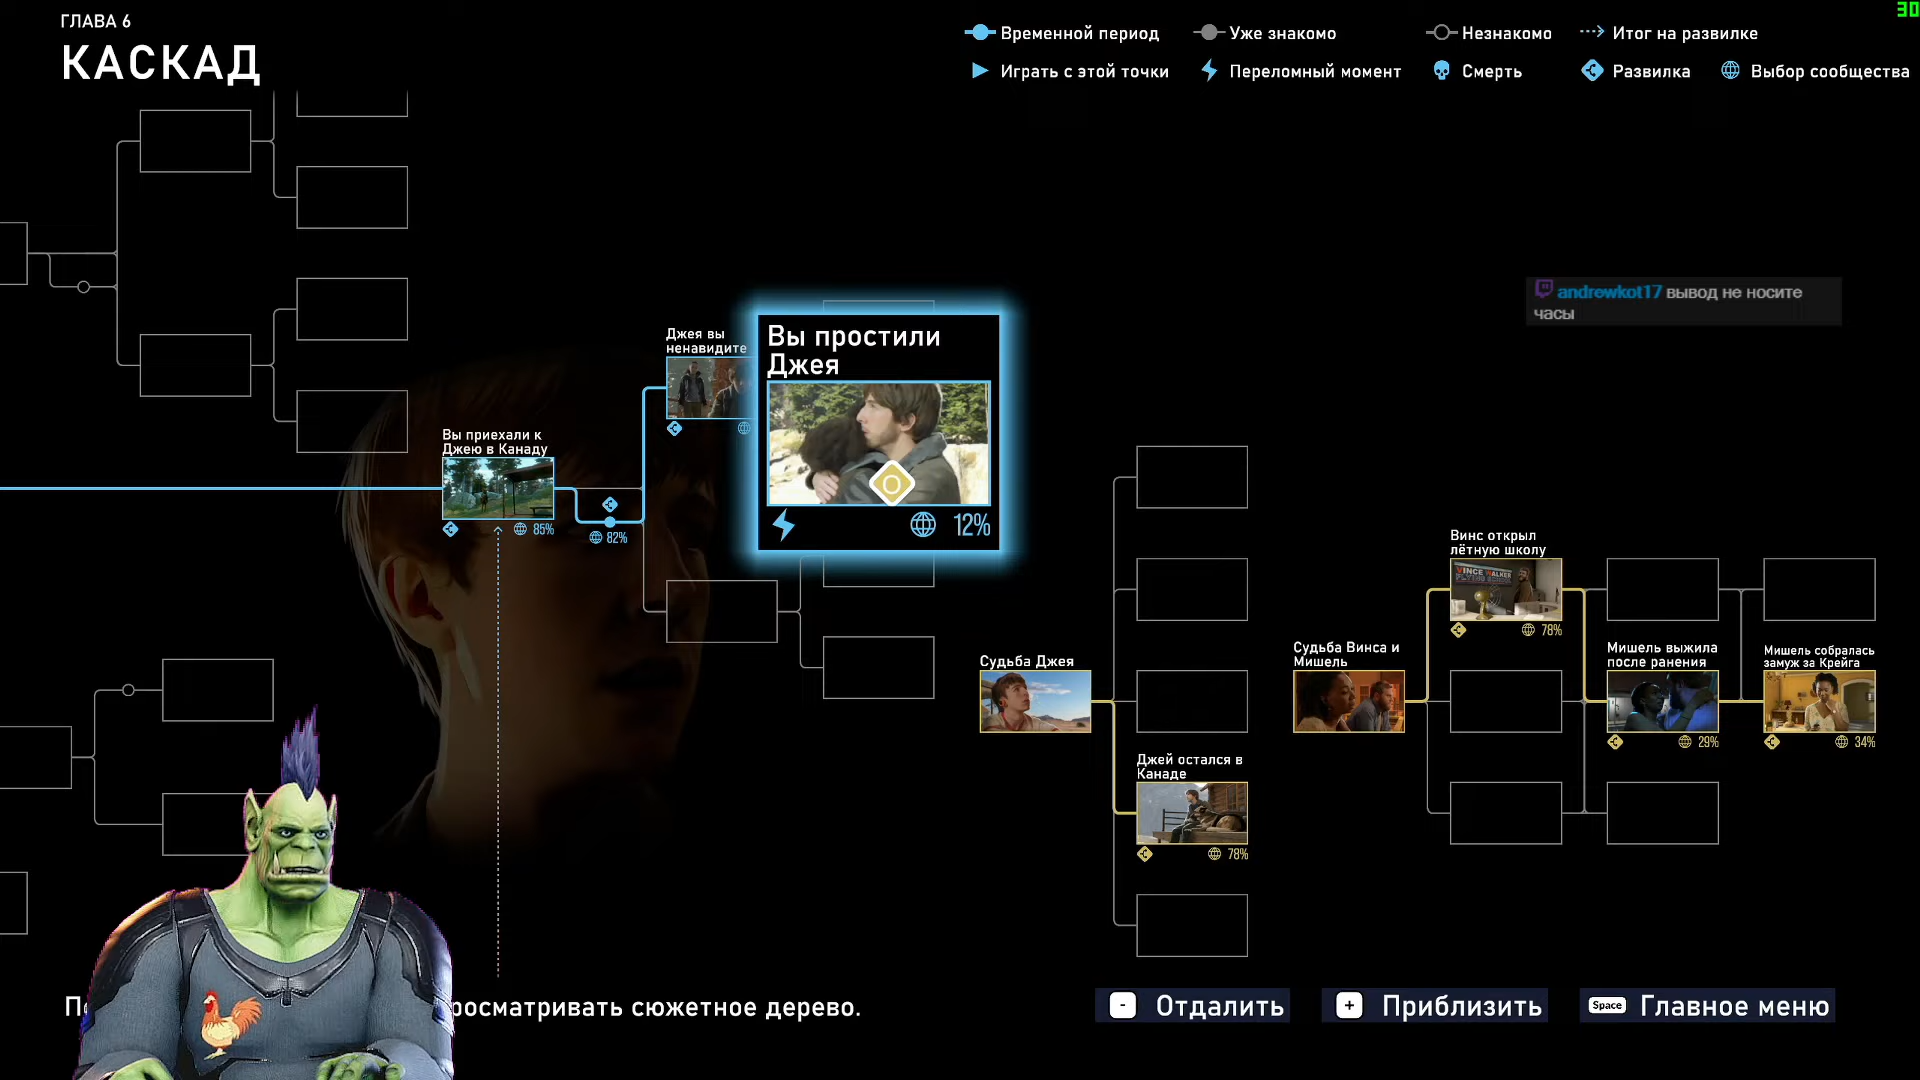 ГЛАВА 6
КАСКАД
Временной период
Уже знакомо
Незнакомо
Итог на развилке
Играть с этой точки
Переломный момент
Смерть
Развилка
Выбор сообщества
30
andrewkot17 вывод не носите
часы
Джея вы
ненавидите
Вы простили
Джея
12%
Вы приехали к
Джею в Канаду
85%
82%
Судьба Джея
Джей остался в
Канаде
78%
Судьба Винса и
Мишель
Винс открыл
лётную школу
VINCE WALKER
78%
Мишель выжила
после ранения
29%
Мишель собралась
замуж за Крейга
34%
сюжетное дерево.
- Отдалить
+ Приблизить
Space Главное меню